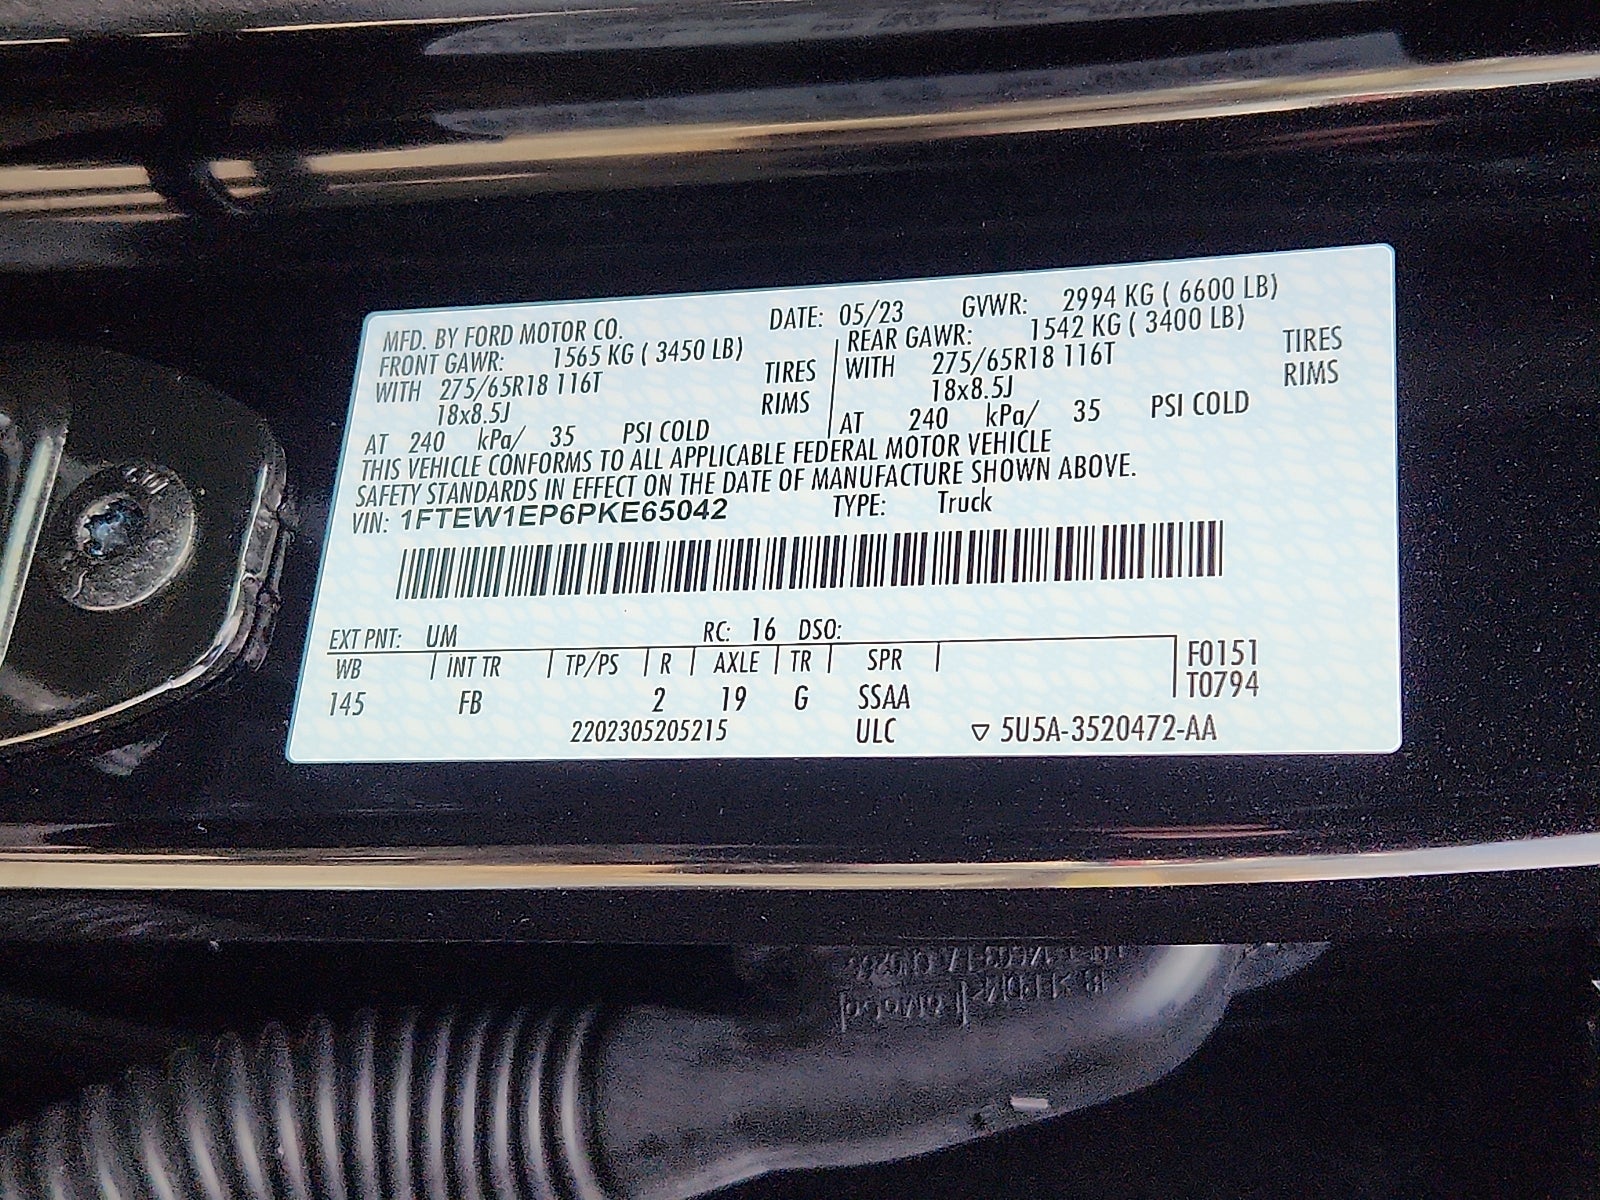 MFD. BY FORD MOTOR CO. DATE: 05/23 GVWR: 2994 KG ( 6600 LB)
FRONT GAWR: 1565 KG ( 3450 LB) REAR GAWR: 1542 KG ( 3400 LB)
WITH 275/65R18 116T TIRES WITH 275/65R18 116T TIRES
18x8.5J RIMS 18x8.5J RIMS
AT 240 kPa/ 35 PSI COLD AT 240 kPa/ 35 PSI COLD
THIS VEHICLE CONFORMS TO ALL APPLICABLE FEDERAL MOTOR VEHICLE
SAFETY STANDARDS IN EFFECT ON THE DATE OF MANUFACTURE SHOWN ABOVE.
VIN: 1FTEW1EP6PKE65042 TYPE: Truck
EXT PNT: UM RC: 16 DSO:
WB INT TR TP/PS R AXLE TR SPR F0151
145 FB 2 19 G SSAA T0794
2202305205215 ULC ▽ 5U5A-3520472-AA